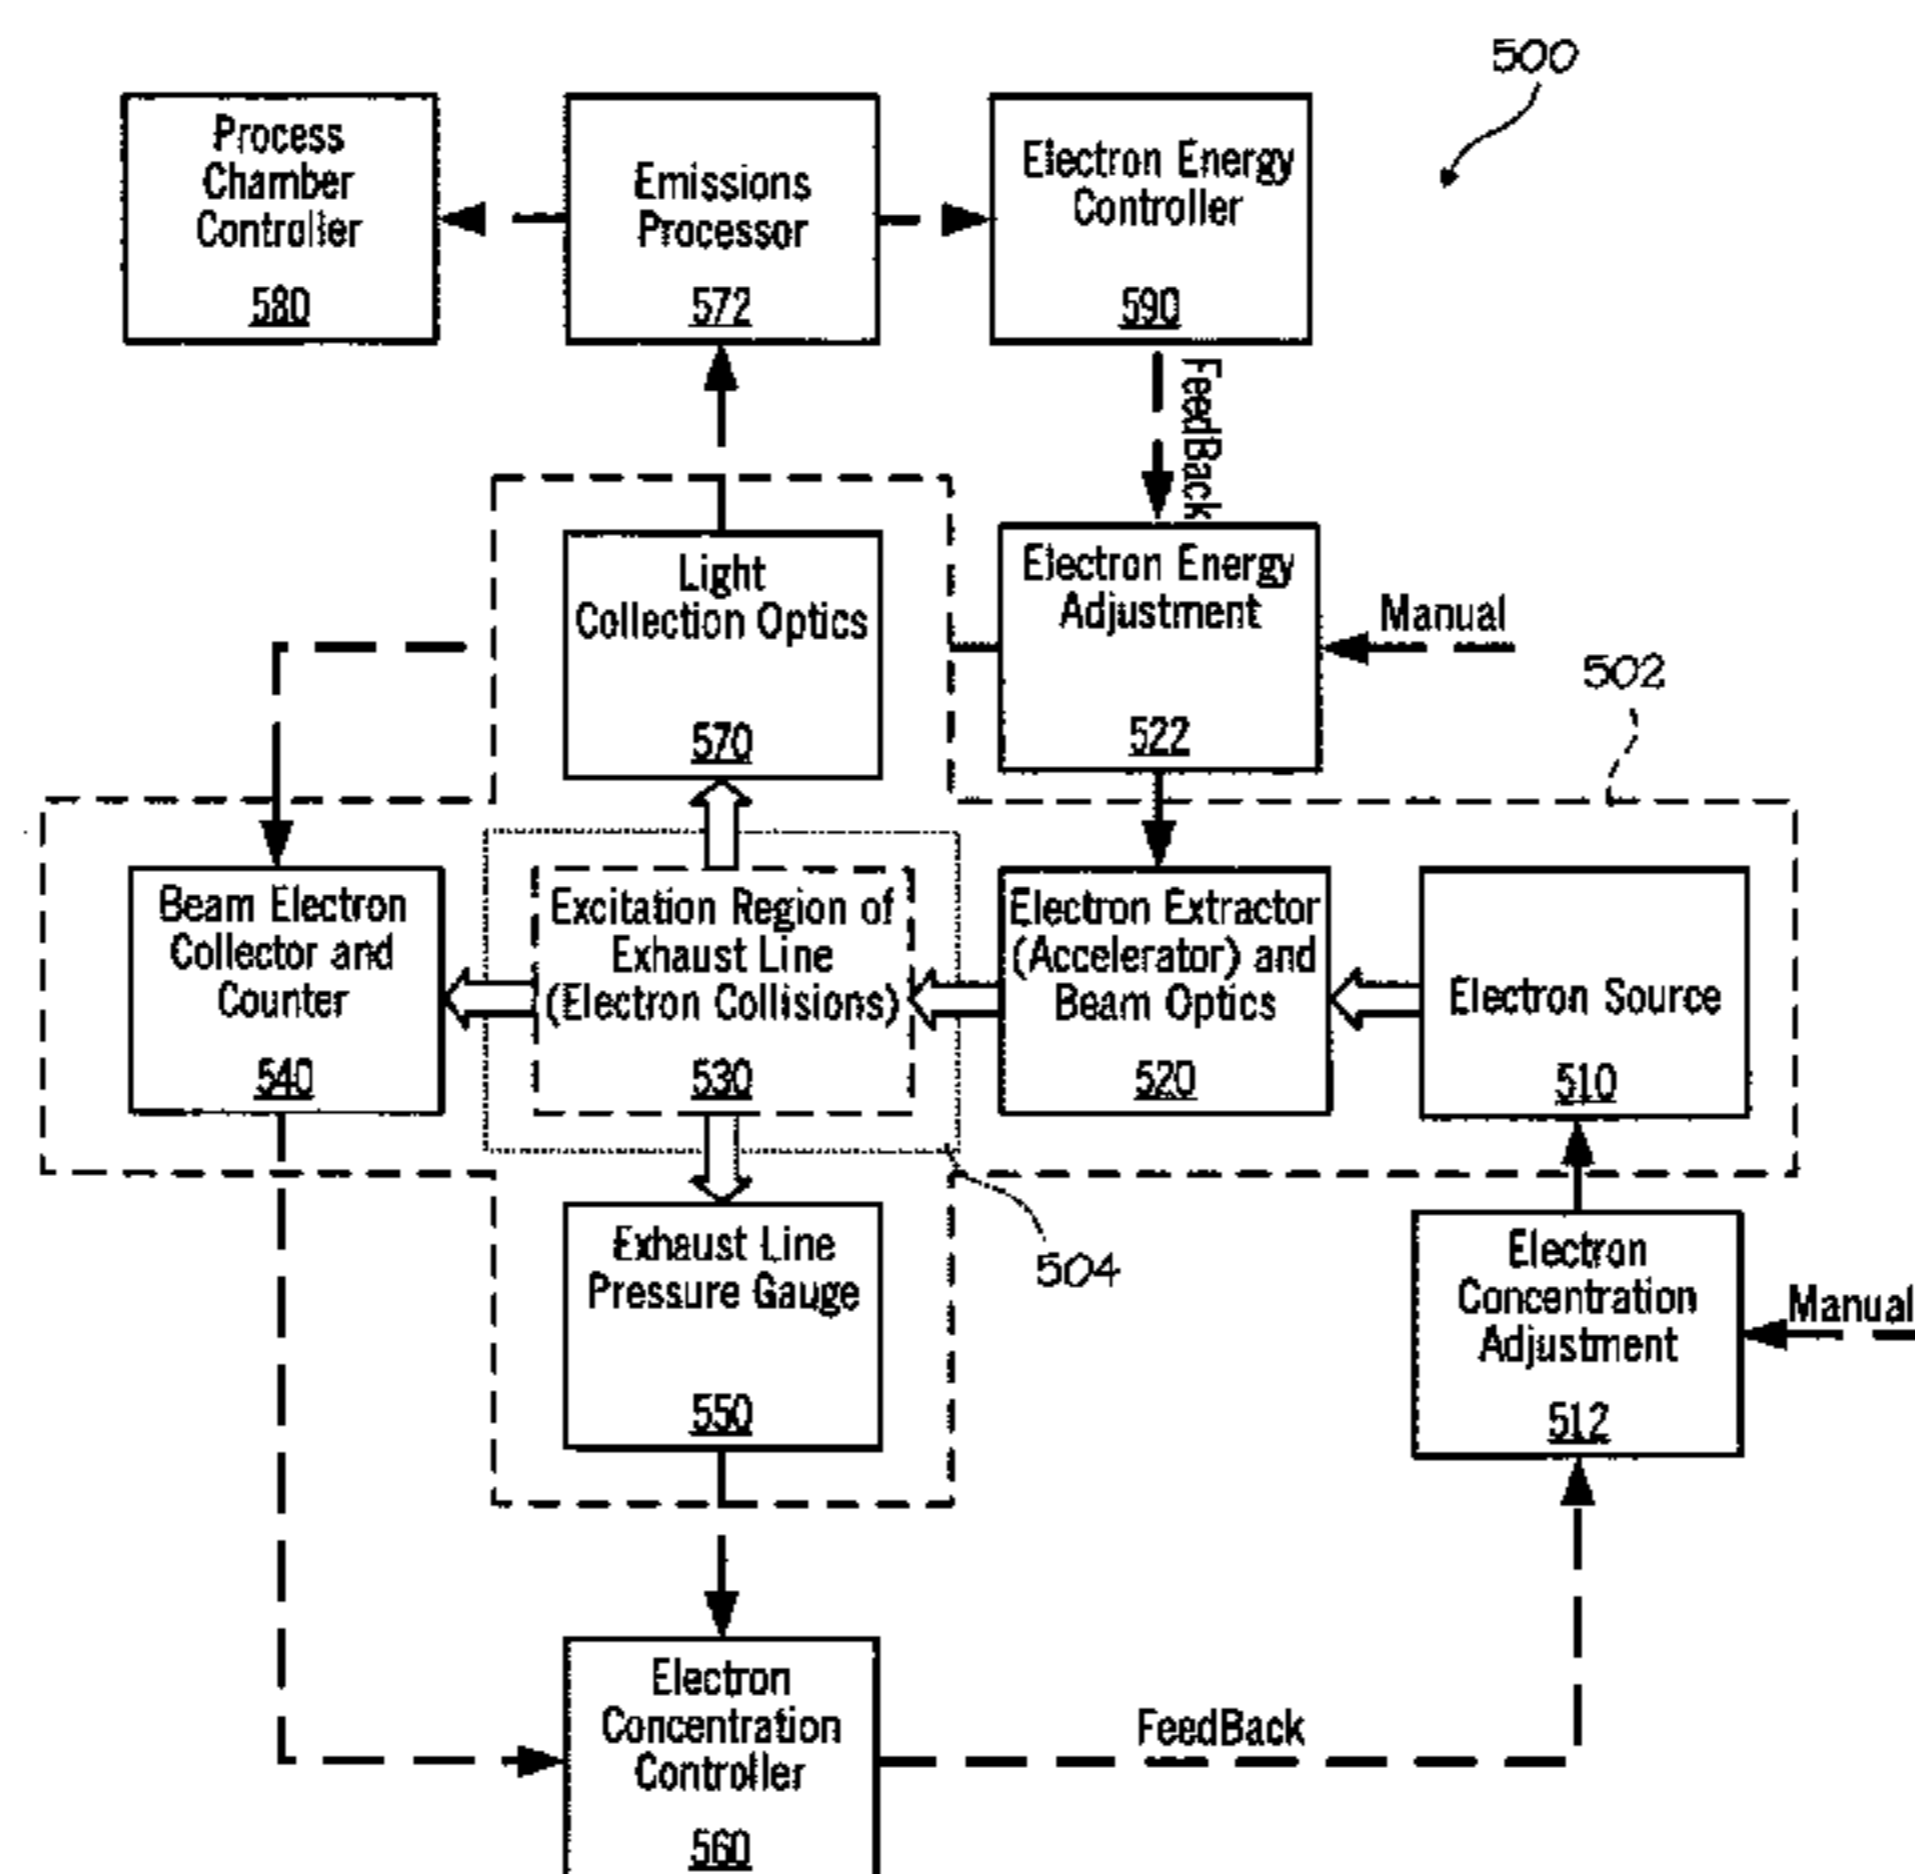 500
Process
Chamber
Controller
580
Emissions
Processor
572
Electron Energy
Controller
590
FeedBack
Light
Collection Optics
570
Electron Energy
Adjustment
522
Manual
502
Beam Electron
Collector and
Counter
540
Excitation Region of
Exhaust Line
(Electron Collisions)
530
Electron Extractor
(Accelerator) and
Beam Optics
520
Electron Source
510
Exhaust Line
Pressure Gauge
550
504
Electron
Concentration
Adjustment
512
Manual
Electron
Concentration
Controller
560
FeedBack